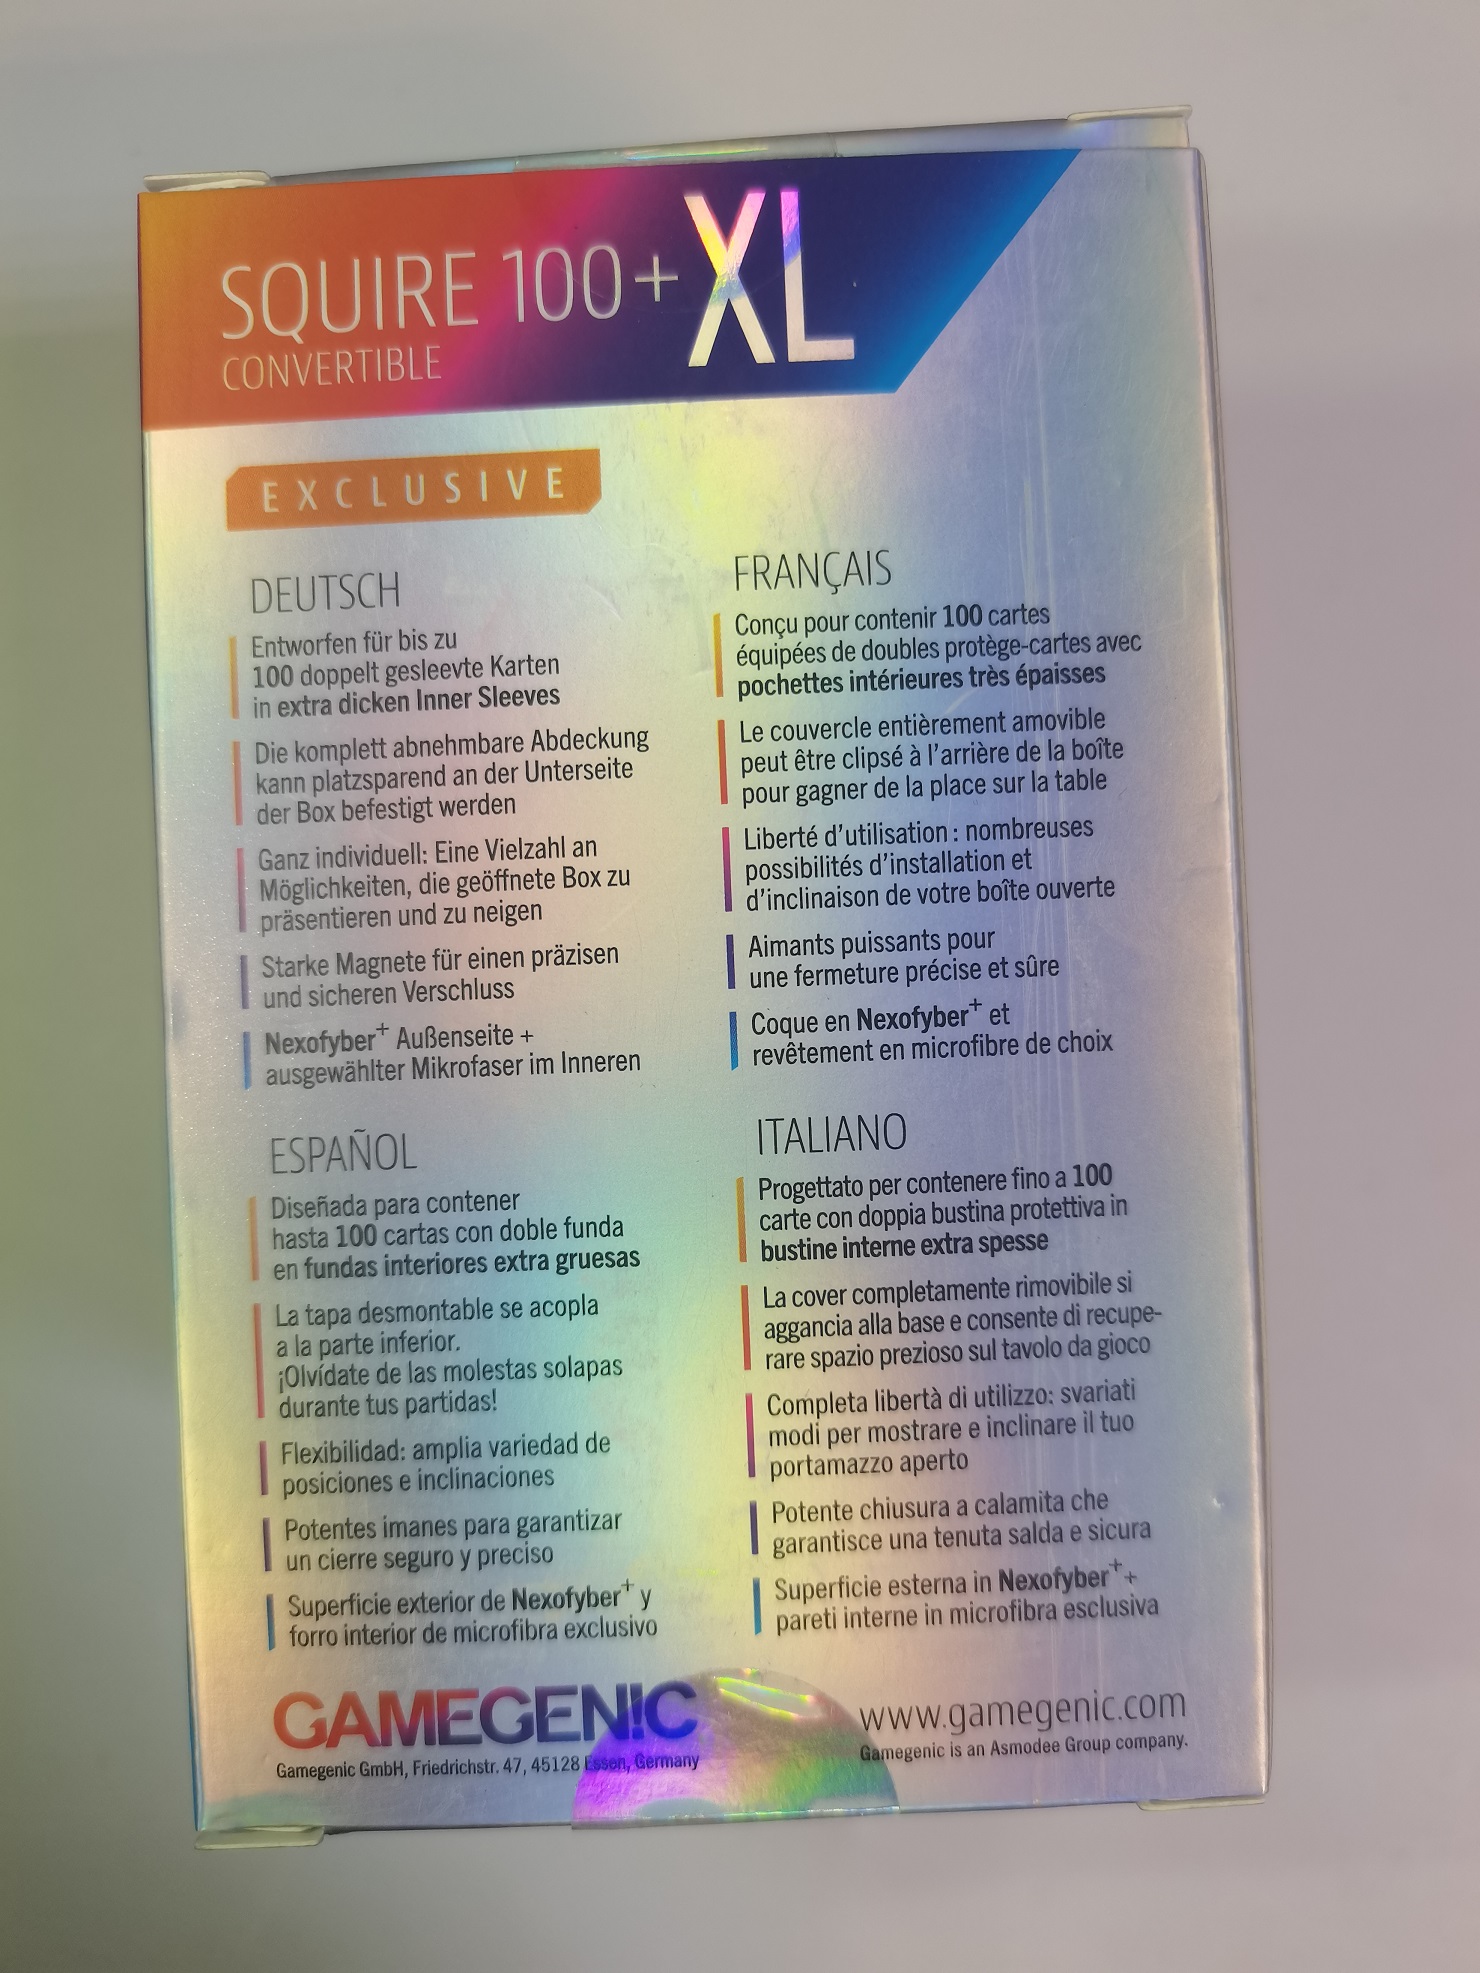 SQUIRE 100+ XL
CONVERTIBLE
EXCLUSIVE
DEUTSCH
Entworfen für bis zu
100 doppelt gesleevte Karten
in extra dicken Inner Sleeves
Die komplett abnehmbare Abdeckung
kann platzsparend an der Unterseite
der Box befestigt werden
Ganz individuell: Eine Vielzahl an
Möglichkeiten, die geöffnete Box zu
präsentieren und zu neigen
Starke Magnete für einen präzisen
und sicheren Verschluss
Nexofyber+ Außenseite +
ausgewählter Mikrofaser im Inneren
FRANÇAIS
Conçu pour contenir 100 cartes
équipées de doubles protège-cartes avec
pochettes intérieures très épaisses
Le couvercle entièrement amovible
peut être clipsé à l'arrière de la boîte
pour gagner de la place sur la table
Liberté d'utilisation : nombreuses
possibilités d'installation et
d'inclinaison de votre boîte ouverte
Aimants puissants pour
une fermeture précise et sûre
Coque en Nexofyber+ et
revêtement en microfibre de choix
ESPAÑOL
Diseñada para contener
hasta 100 cartas con doble funda
en fundas interiores extra gruesas
La tapa desmontable se acopla
a la parte inferior.
¡Olvídate de las molestas solapas
durante tus partidas!
Flexibilidad: amplia variedad de
posiciones e inclinaciones
Potentes imanes para garantizar
un cierre seguro y preciso
Superficie exterior de Nexofyber+ y
forro interior de microfibra exclusivo
ITALIANO
Progettato per contenere fino a 100
carte con doppia bustina protettiva in
bustine interne extra spesse
La cover completamente rimovibile si
aggancia alla base e consente di recupe-
rare spazio prezioso sul tavolo da gioco
Completa libertà di utilizzo: svariati
modi per mostrare e inclinare il tuo
portamazzo aperto
Potente chiusura a calamita che
garantisce una tenuta salda e sicura
Superficie esterna in Nexofyber+ +
pareti interne in microfibra esclusiva
GAMEGEN!C
Gamegenic GmbH, Friedrichstr. 47, 45128 Essen, Germany
www.gamegenic.com
Gamegenic is an Asmodee Group company.